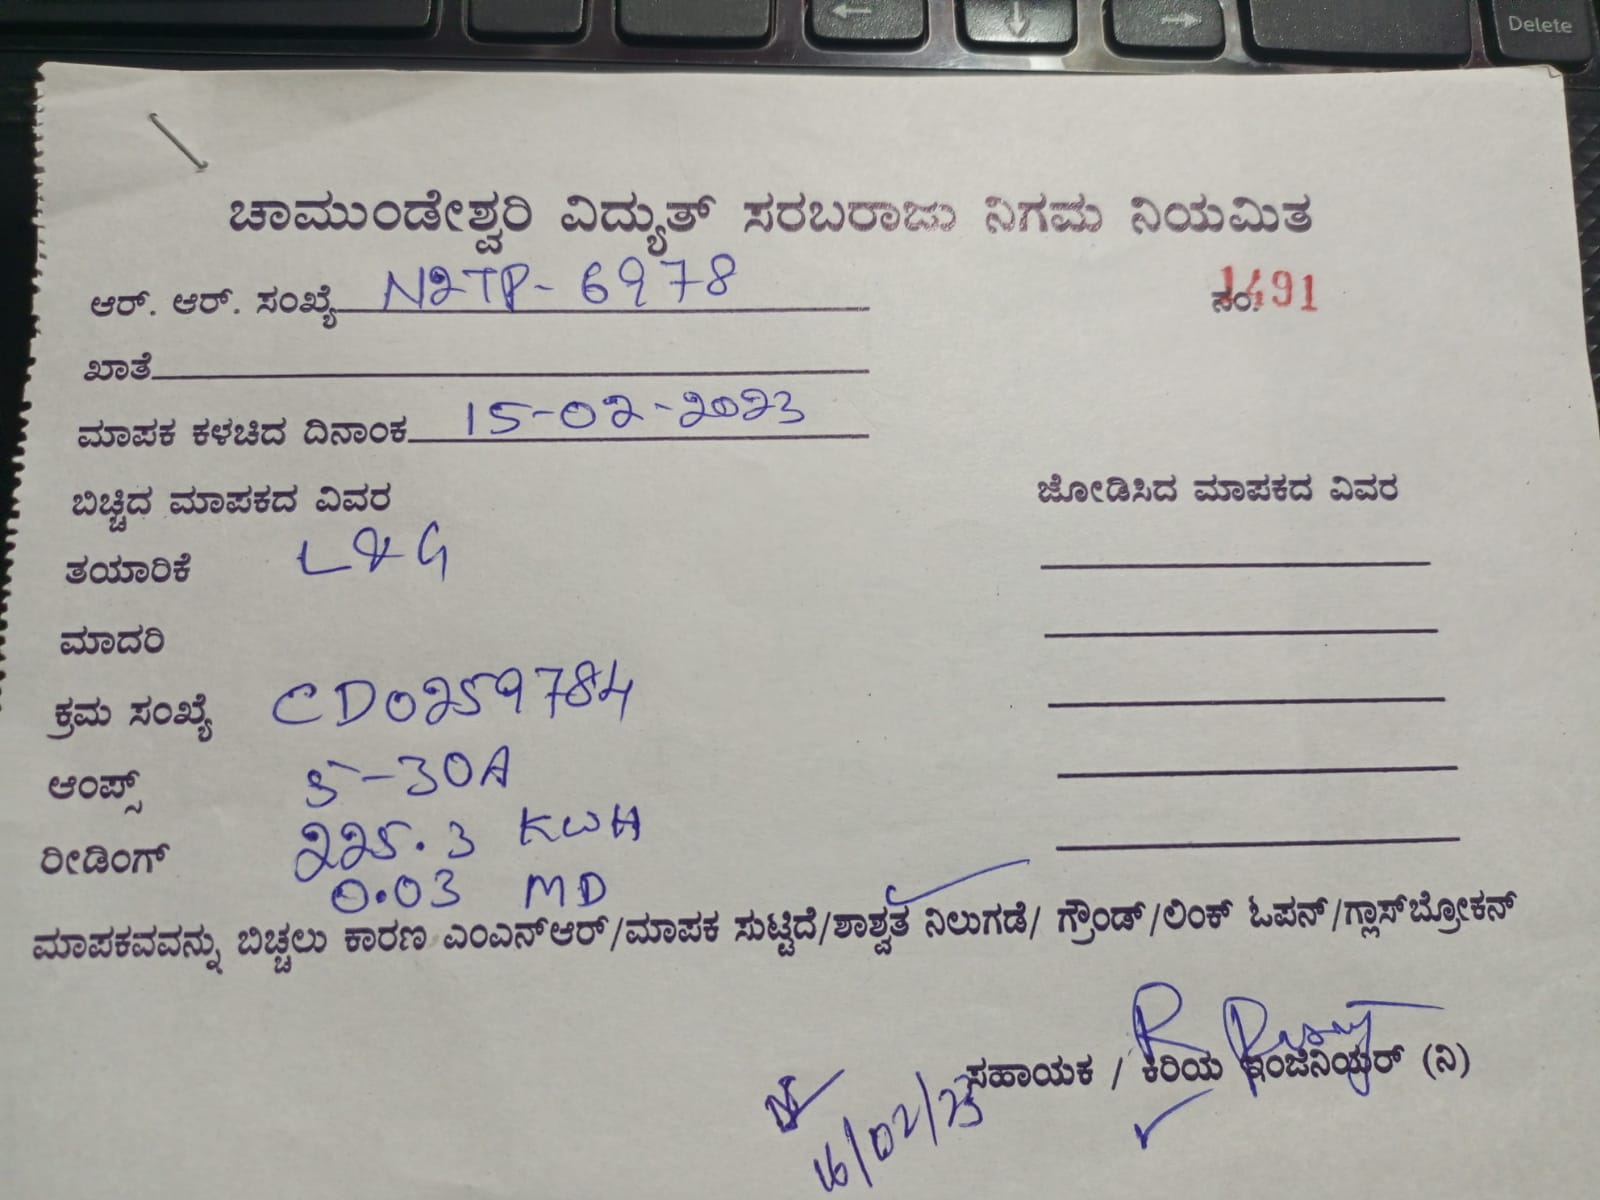 Delete
ಚಾಮುಂಡೇಶ್ವರಿ ವಿದ್ಯುತ್ ಸರಬರಾಜು ನಿಗಮ ನಿಯಮಿತ
ಆರ್. ಆರ್. ಸಂಖ್ಯೆ N2TP- 6978
ಸಂ. 1491
ಖಾತೆ
ಮಾಪಕ ಕಳಚಿದ ದಿನಾಂಕ 15-02-2023
ಬಿಚ್ಚಿದ ಮಾಪಕದ ವಿವರ ಜೋಡಿಸಿದ ಮಾಪಕದ ವಿವರ
ತಯಾರಿಕೆ L&G
ಮಾದರಿ
ಕ್ರಮ ಸಂಖ್ಯೆ CD0259784
ಆಂಪ್ಸ್ 5-30A
ರೀಡಿಂಗ್ 225.3 KWH
0.03 MD
ಮಾಪಕವವನ್ನು ಬಿಚ್ಚಲು ಕಾರಣ ಎಂಎನ್ಆರ್/ಮಾಪಕ ಸುಟ್ಟಿದೆ/ಶಾಶ್ವತ ನಿಲುಗಡೆ/ ಗ್ರೌಂಡ್/ಲಿಂಕ್ ಓಪನ್/ಗ್ಲಾಸ್‌ಬ್ರೋಕನ್
ಸಹಾಯಕ / ಕಿರಿಯ ಇಂಜಿನಿಯರ್ (ನಿ)
16/02/23